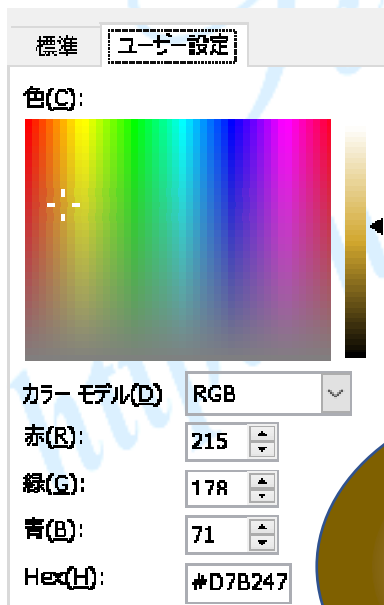 標準 ユーザー設定
色(C):
カラー モデル(D) RGB
赤(R): 215
緑(G): 178
青(B): 71
Hex(H): #D7B247